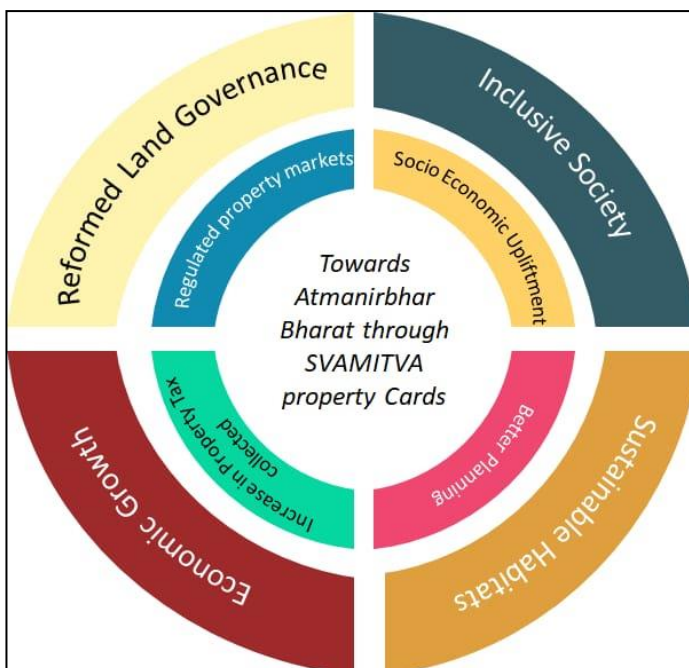 Reformed Land Governance
Inclusive Society
Regulated property markets
Socio Economic Upliftment
Towards
Atmanirbhar
Bharat through
SVAMITVA
property Cards
Increase in Property Tax
collected
Better Planning
Economic Growth
Sustainable Habitats